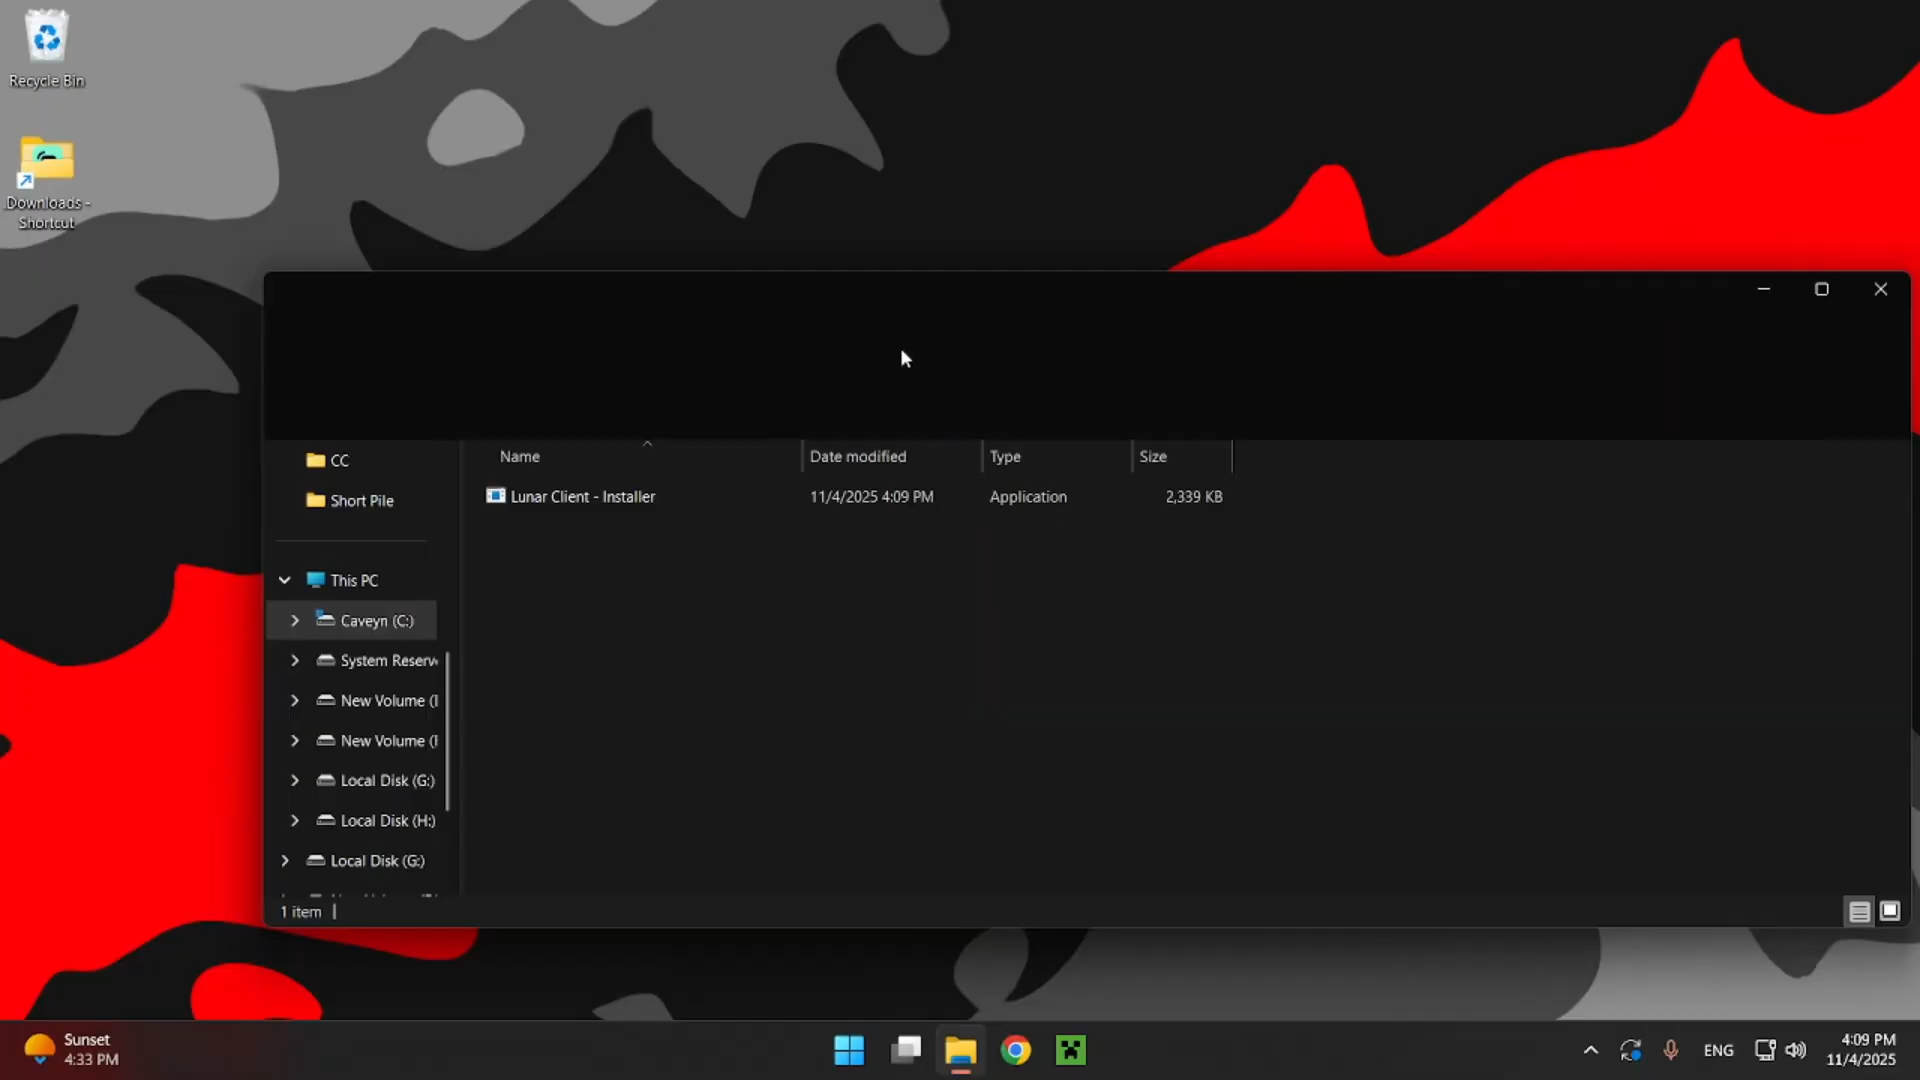 Recycle Bin
Downloads -
Shortcut
CC
Short Pile
This PC
Caveyn (C:)
System Reserv
New Volume (
New Volume (
Local Disk (G:)
Local Disk (H:)
Local Disk (G:)
Name
Date modified
Type
Size
Lunar Client - Installer
11/4/2025 4:09 PM
Application
2,339 KB
1 item
Sunset
4:33 PM
ENG
4:09 PM
11/4/2025